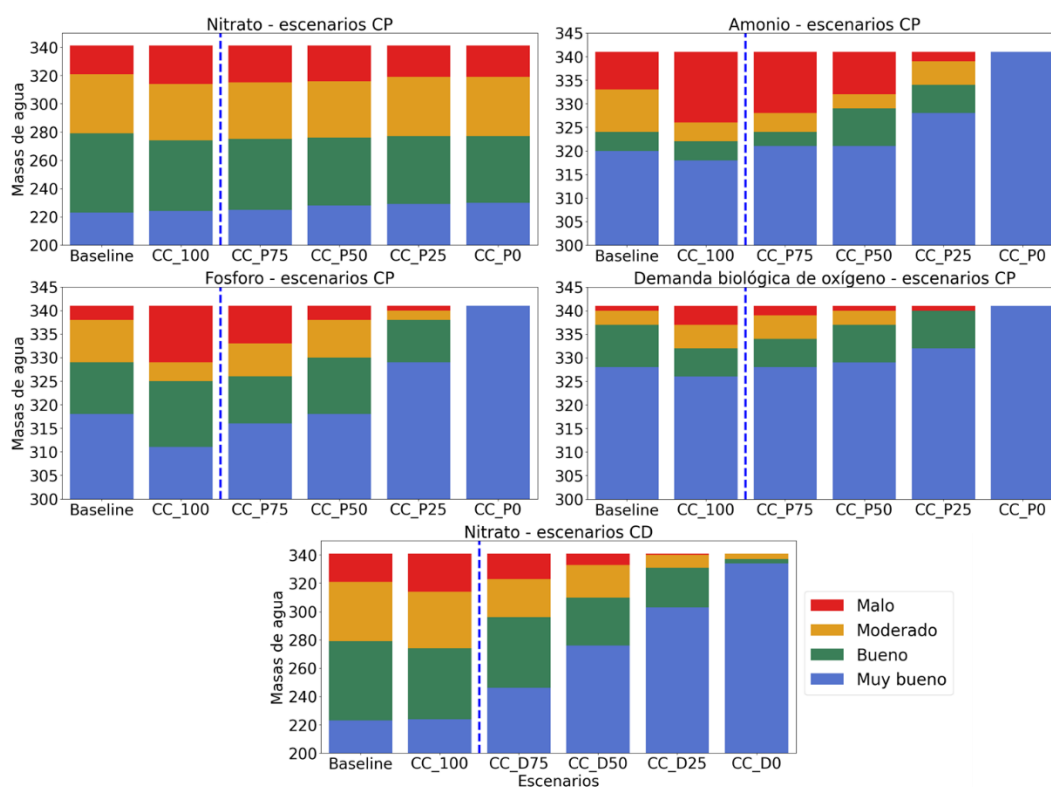 Nitrato - escenarios CP
Masas de agua
340
320
300
280
260
240
220
200
Baseline CC_100 CC_P75 CC_P50 CC_P25 CC_P0
Amonio - escenarios CP
345
340
335
330
325
320
315
310
305
300
Baseline CC_100 CC_P75 CC_P50 CC_P25 CC_P0
Fosforo - escenarios CP
Masas de agua
345
340
335
330
325
320
315
310
305
300
Baseline CC_100 CC_P75 CC_P50 CC_P25 CC_P0
Demanda biológica de oxígeno - escenarios CP
345
340
335
330
325
320
315
310
305
300
Baseline CC_100 CC_P75 CC_P50 CC_P25 CC_P0
Nitrato - escenarios CD
Masas de agua
340
320
300
280
260
240
220
200
Baseline CC_100 CC_D75 CC_D50 CC_D25 CC_D0
Escenarios
Malo
Moderado
Bueno
Muy bueno